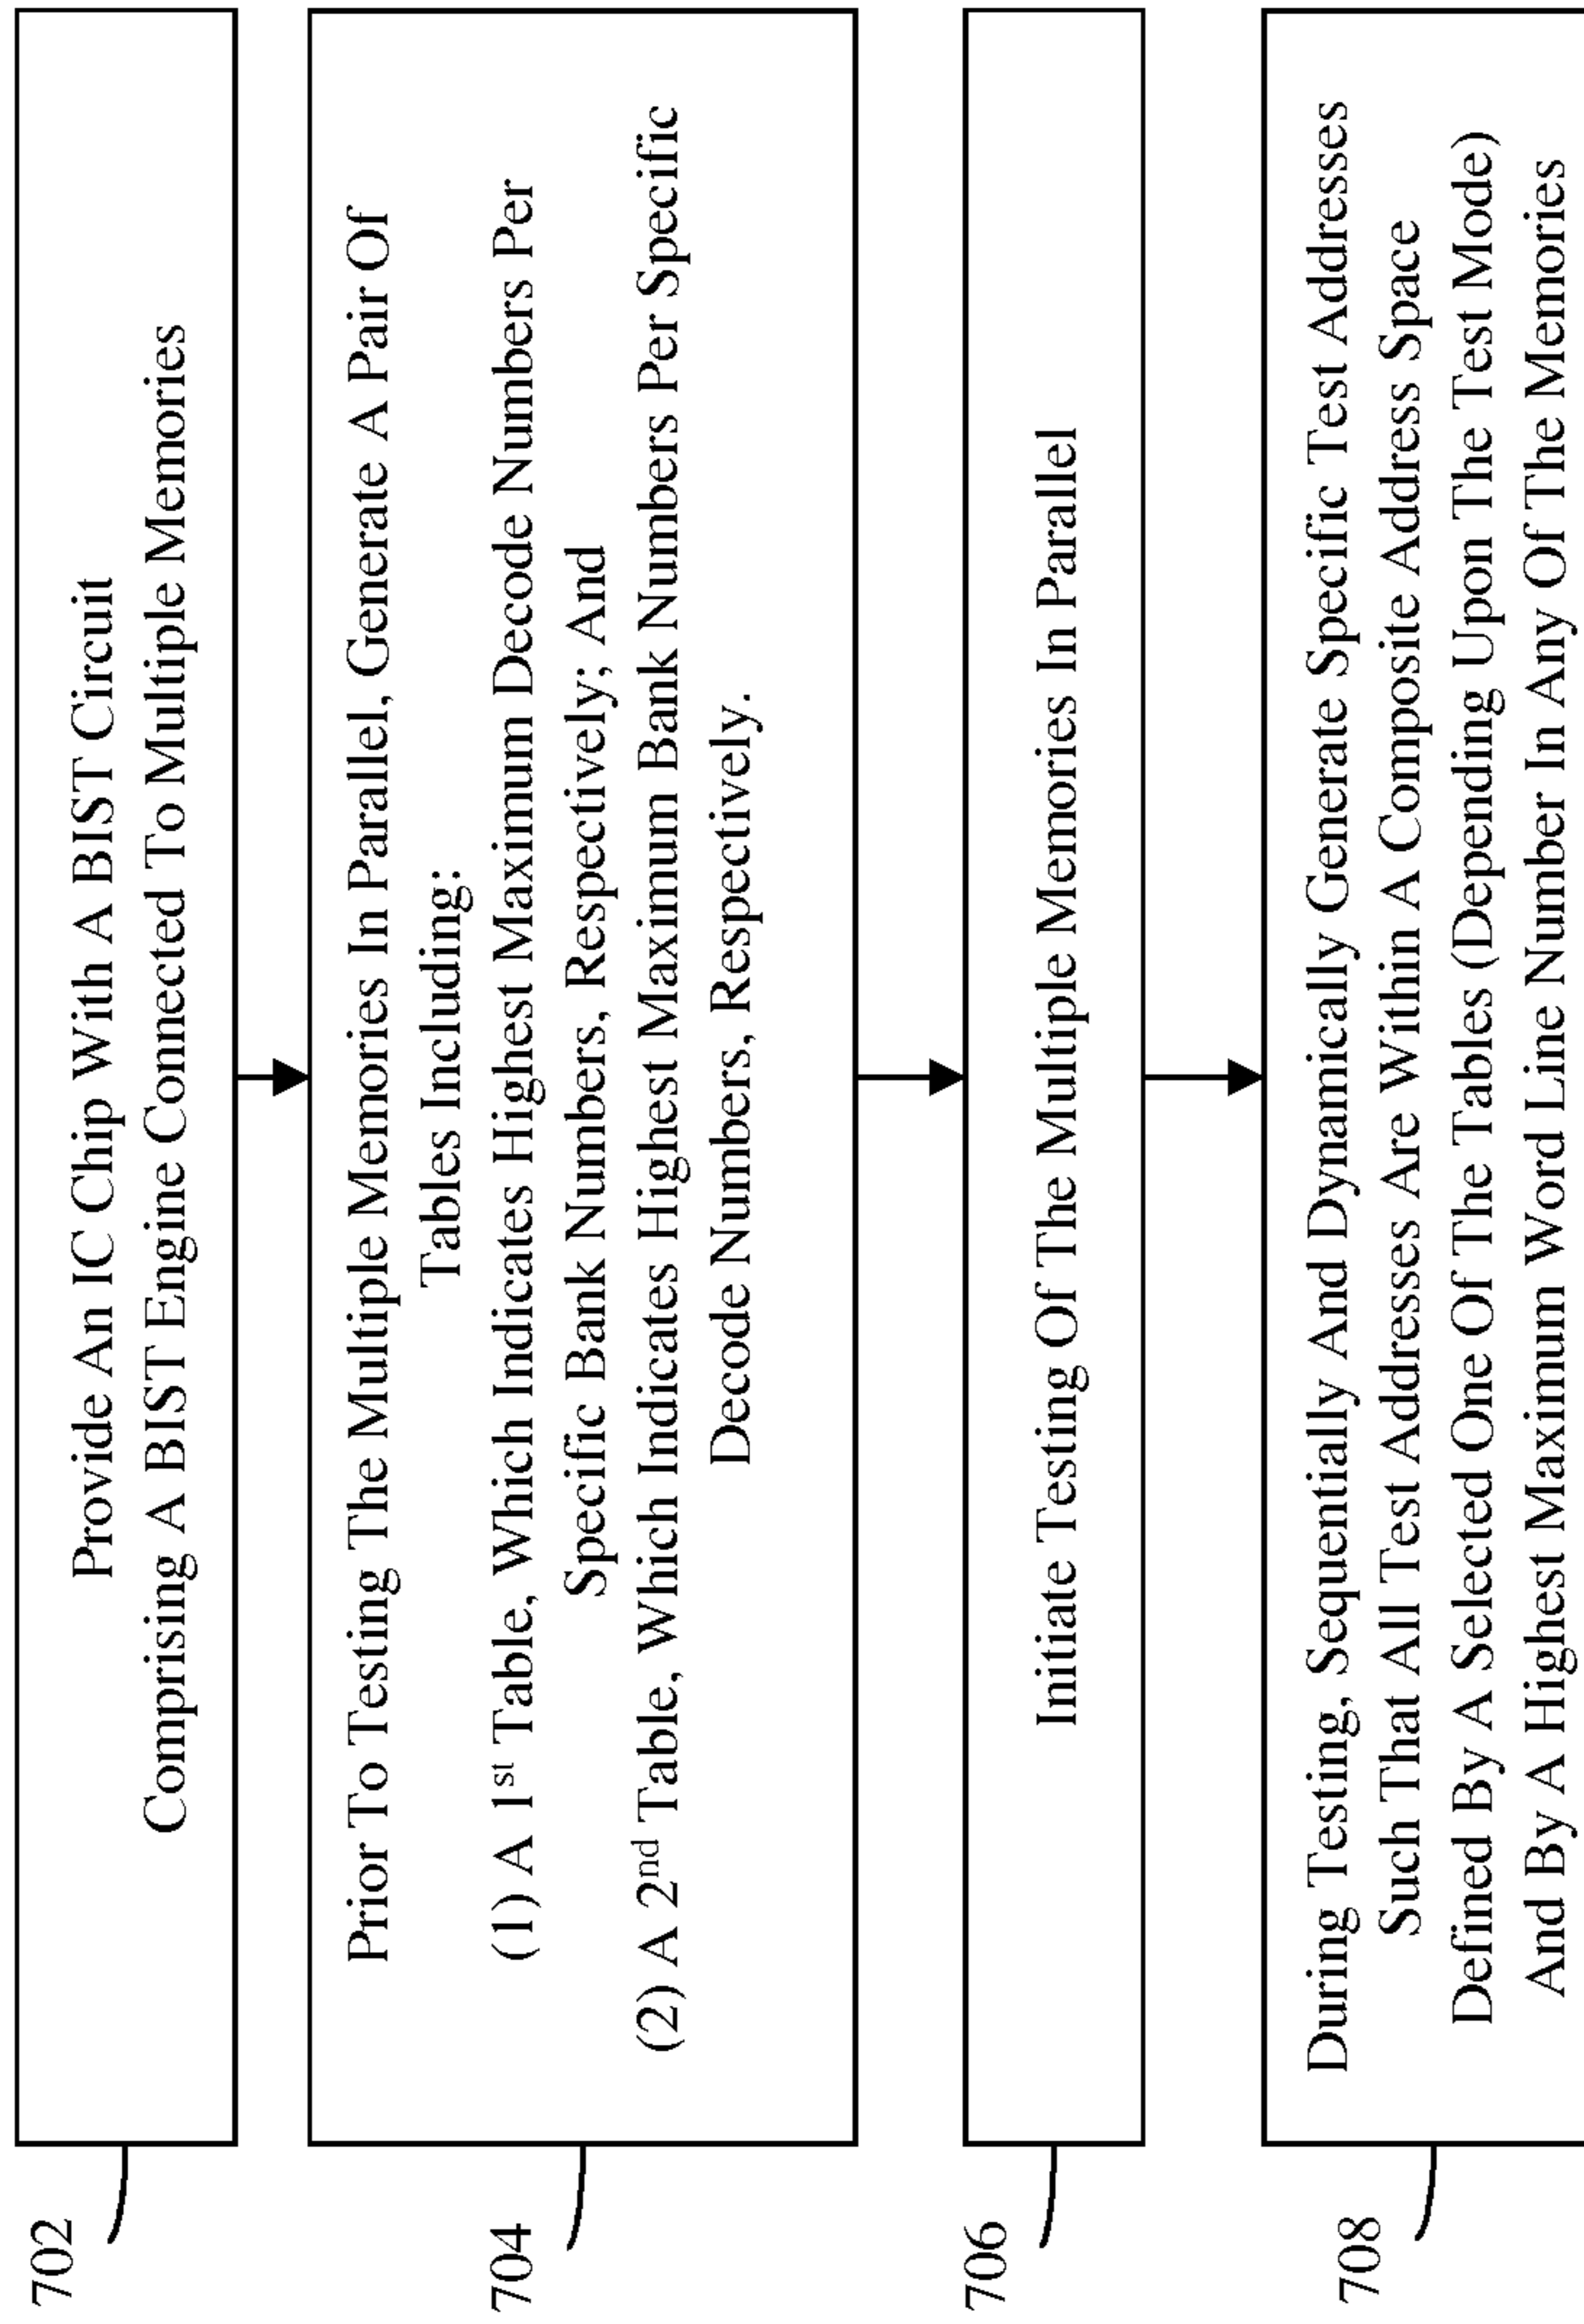 702
Provide An IC Chip With A BIST Circuit
Comprising A BIST Engine Connected To Multiple Memories
704
Prior To Testing The Multiple Memories In Parallel, Generate A Pair Of
Tables Including:
(1) A 1st Table, Which Indicates Highest Maximum Decode Numbers Per
Specific Bank Numbers, Respectively; And
(2) A 2nd Table, Which Indicates Highest Maximum Bank Numbers Per Specific
Decode Numbers, Respectively.
706
Initiate Testing Of The Multiple Memories In Parallel
708
During Testing, Sequentially And Dynamically Generate Specific Test Addresses
Such That All Test Addresses Are Within A Composite Address Space
Defined By A Selected One Of The Tables (Depending Upon The Test Mode)
And By A Highest Maximum Word Line Number In Any Of The Memories